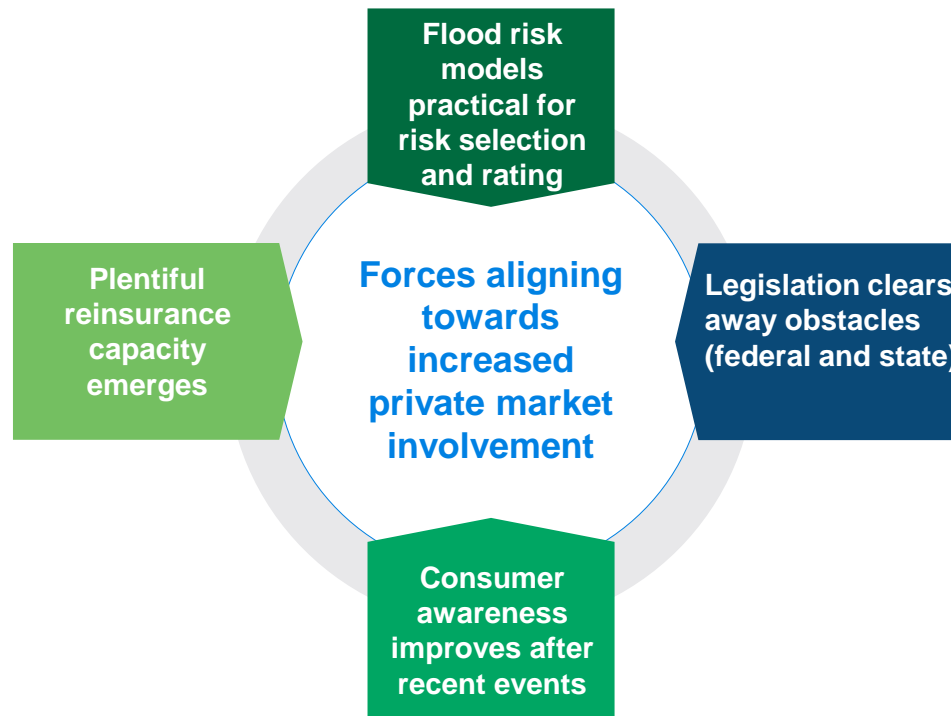 Flood risk
models
practical for
risk selection
and rating
Plentiful
reinsurance
capacity
emerges
Forces aligning
towards
increased
private market
involvement
Legislation clears
away obstacles
(federal and state)
Consumer
awareness
improves after
recent events